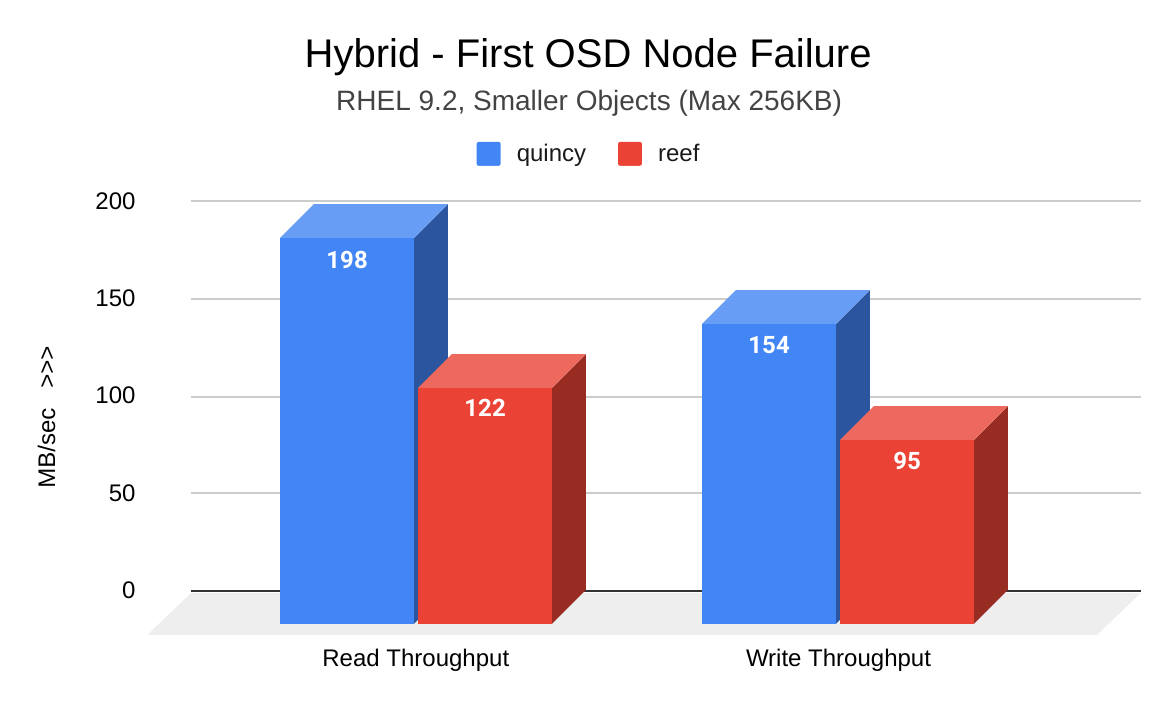 Hybrid - First OSD Node Failure
RHEL 9.2, Smaller Objects (Max 256KB)
quincy reef
200
150
100
50
0
MB/sec >>>
198
122
154
95
Read Throughput Write Throughput